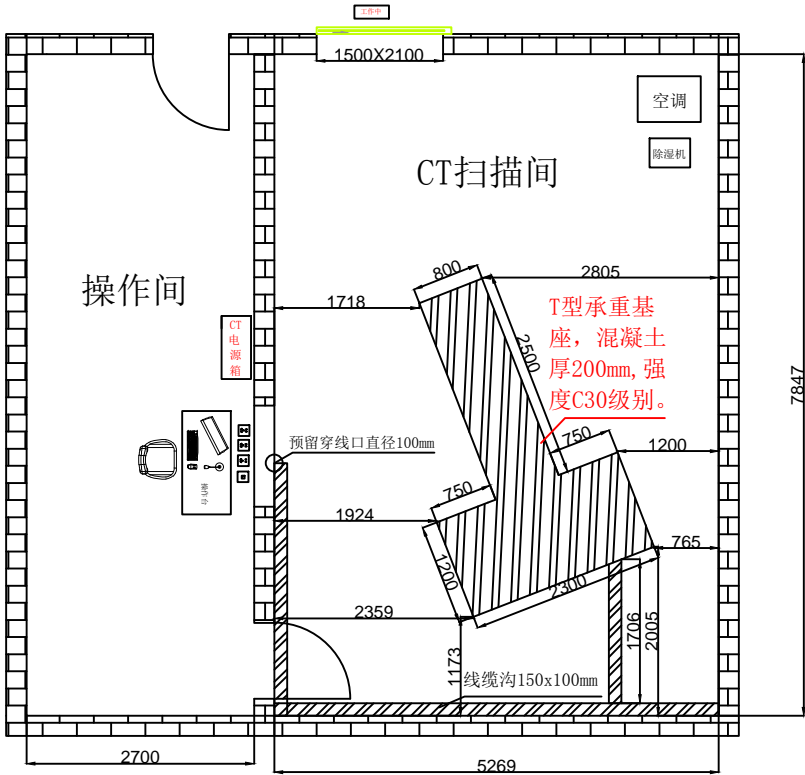 工作中
1500X2100
空调
除湿机
CT扫描间
操作间
800
2805
1718
T型承重基
座，混凝土
厚200mm,强
度C30级别。
2500
CT
电
源
箱
7847
750
1200
预留穿线口直径100mm
操作台
750
1924
1200
765
2300
2359
1706
2005
1173
线缆沟150x100mm
2700
5269